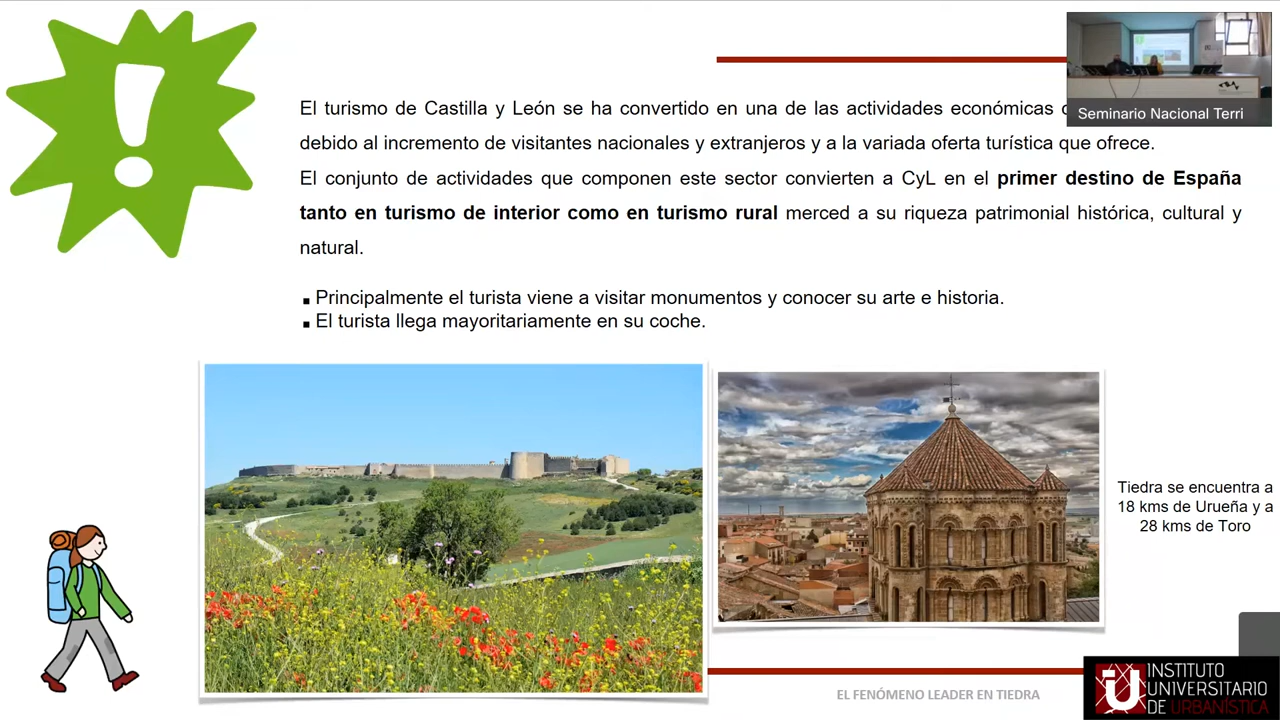 El turismo de Castilla y León se ha convertido en una de las actividades económicas
debido al incremento de visitantes nacionales y extranjeros y a la variada oferta turística que ofrece.
El conjunto de actividades que componen este sector convierten a CyL en el primer destino de España
tanto en turismo de interior como en turismo rural merced a su riqueza patrimonial histórica, cultural y
natural.
▪ Principalmente el turista viene a visitar monumentos y conocer su arte e historia.
▪ El turista llega mayoritariamente en su coche.
Seminario Nacional Terri
Tiedra se encuentra a
18 kms de Urueña y a
28 kms de Toro
EL FENÓMENO LEADER EN TIEDRA
INSTITUTO
UNIVERSITARIO
DE URBANÍSTICA